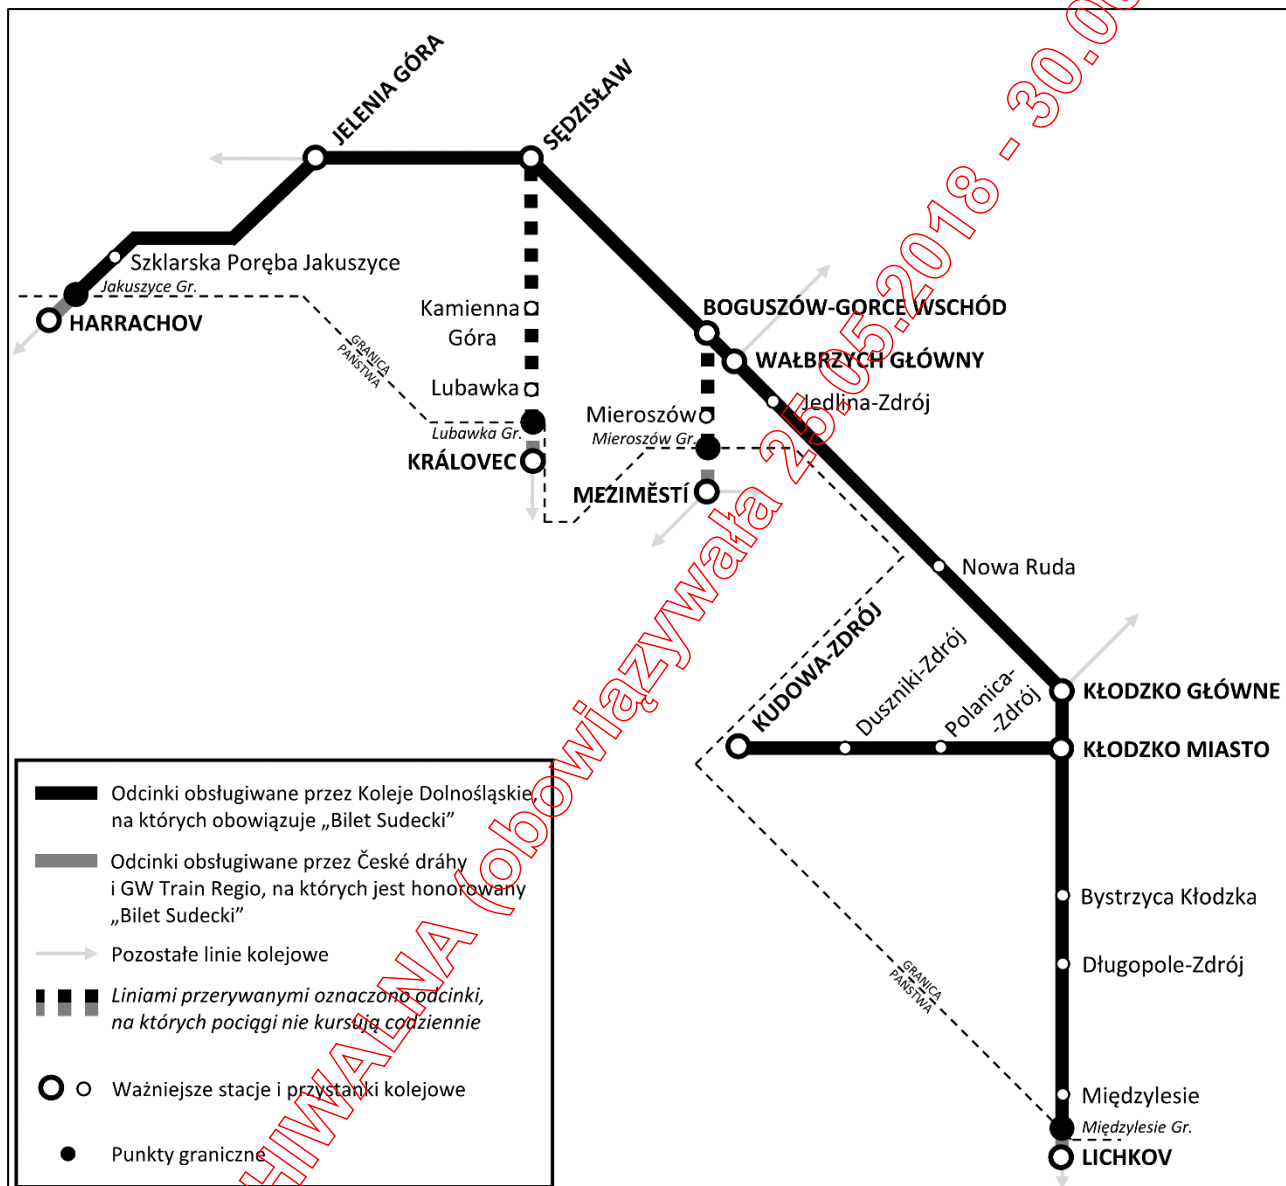 JELENIA GÓRA
SĘDZISŁAW
Szklarska Poręba Jakuszyce
Jakuszyce Gr.
HARRACHOV
GRANICA
PAŃSTWA
Kamienna
Góra
Lubawka
Lubawka Gr.
KRÁLOVEC
BOGUSZÓW-GORCE WSCHÓD
WAŁBRZYCH GŁÓWNY
Jedlina-Zdrój
Mieroszów
Mieroszów Gr.
MEZIMĚSTÍ
Nowa Ruda
KUDOWA-ZDRÓJ
Duszniki-Zdrój
Polanica-
-Zdrój
KŁODZKO GŁÓWNE
KŁODZKO MIASTO
Bystrzyca Kłodzka
Długopole-Zdrój
GRANICA
PAŃSTWA
Międzylesie
Międzylesie Gr.
LICHKOV
Odcinki obsługiwane przez Koleje Dolnośląskie,
na których obowiązuje „Bilet Sudecki”
Odcinki obsługiwane przez České dráhy
i GW Train Regio, na których jest honorowany
„Bilet Sudecki”
Pozostałe linie kolejowe
Liniami przerywanymi oznaczono odcinki,
na których pociągi nie kursują codziennie
Ważniejsze stacje i przystanki kolejowe
Punkty graniczne
HIWALNA (obowiązywała 25.05.2018 - 30.0